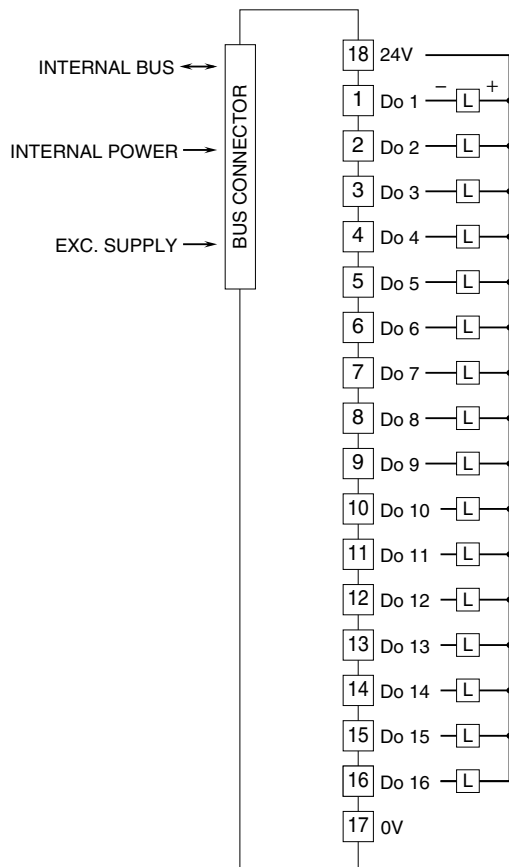 INTERNAL BUS
INTERNAL POWER
EXC. SUPPLY
BUS CONNECTOR
18 24V
1 Do 1 − L +
2 Do 2 L
3 Do 3 L
4 Do 4 L
5 Do 5 L
6 Do 6 L
7 Do 7 L
8 Do 8 L
9 Do 9 L
10 Do 10 L
11 Do 11 L
12 Do 12 L
13 Do 13 L
14 Do 14 L
15 Do 15 L
16 Do 16 L
17 0V